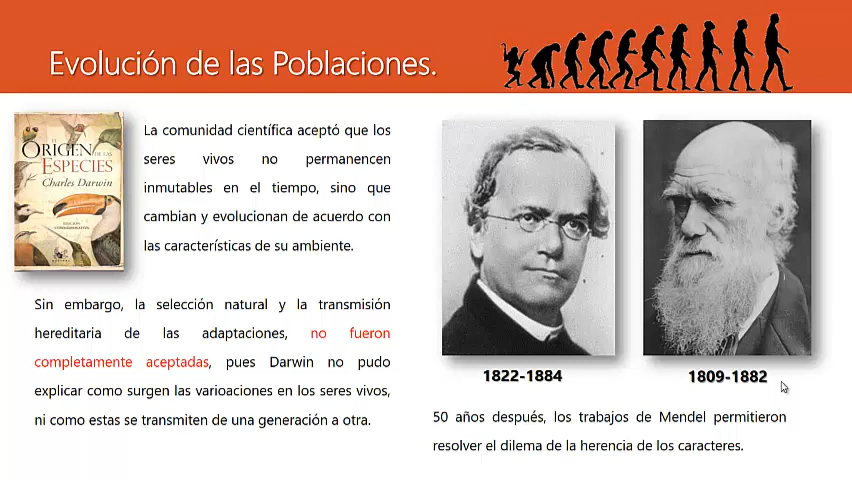 Evolución de las Poblaciones.
ORIGEN DE LAS
ESPECIES
Charles Darwin
La comunidad científica aceptó que los
seres vivos no permanencen
inmutables en el tiempo, sino que
cambian y evolucionan de acuerdo con
las características de su ambiente.
Sin embargo, la selección natural y la transmisión
hereditaria de las adaptaciones, no fueron
completamente aceptadas, pues Darwin no pudo
explicar como surgen las varioaciones en los seres vivos,
ni como estas se transmiten de una generación a otra.
1822-1884
1809-1882
50 años después, los trabajos de Mendel permitieron
resolver el dilema de la herencia de los caracteres.